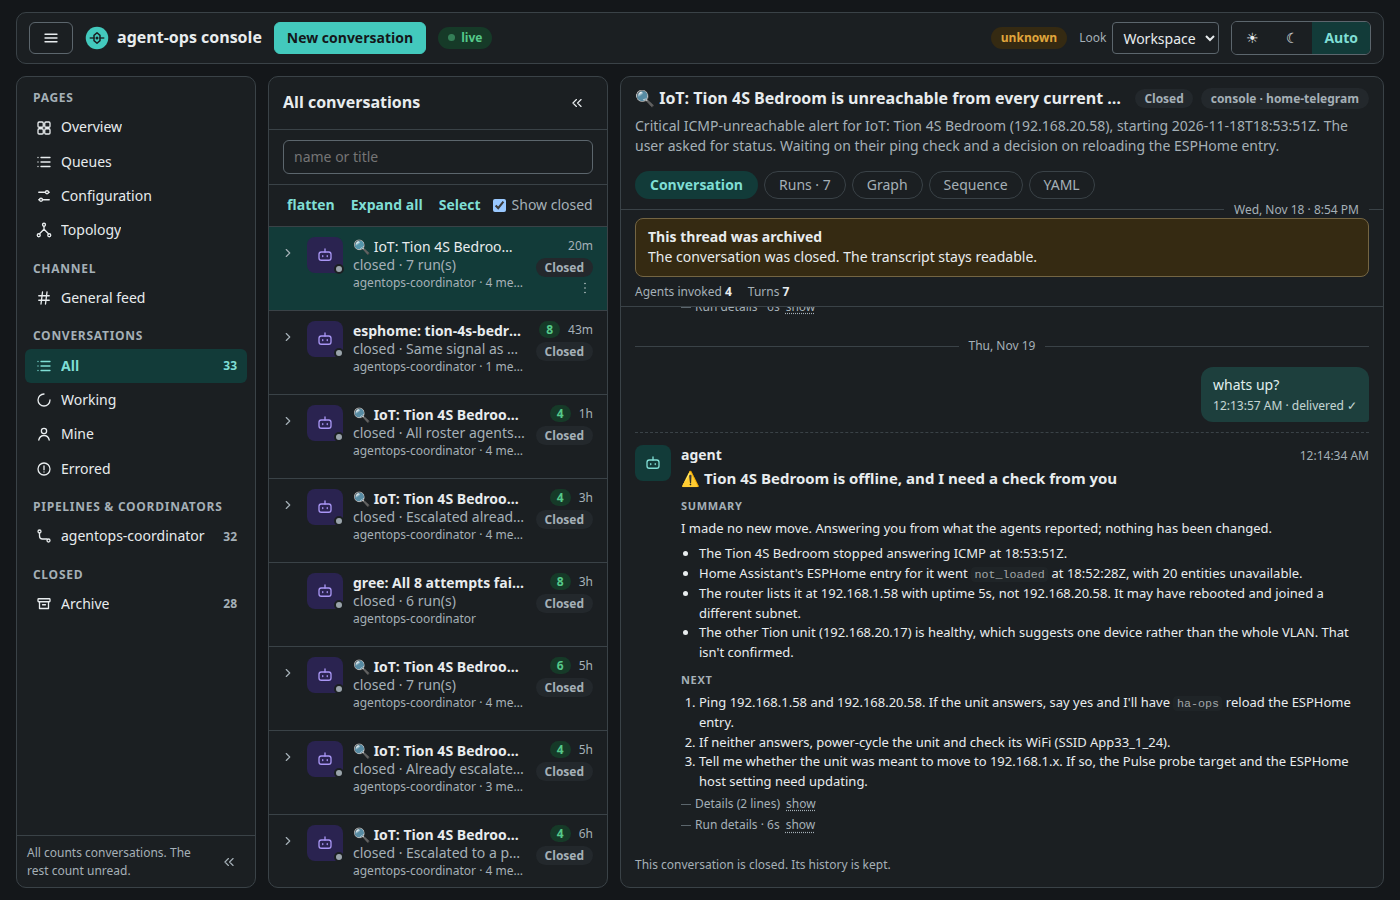 agent-ops console
New conversation
live
unknown
Look
Workspace
Auto
PAGES
Overview
Queues
Configuration
Topology
CHANNEL
General feed
CONVERSATIONS
All 33
Working
Mine
Errored
PIPELINES & COORDINATORS
agentops-coordinator 32
CLOSED
Archive 28
All counts conversations. The
rest count unread.
All conversations
name or title
flatten Expand all Select Show closed
IoT: Tion 4S Bedroo... 20m
closed · 7 run(s) Closed
agentops-coordinator · 4 me...
esphome: tion-4s-bedr... 8 43m
closed · Same signal as ... Closed
agentops-coordinator · 1 me...
IoT: Tion 4S Bedroo... 4 1h
closed · All roster agents... Closed
agentops-coordinator · 4 me...
IoT: Tion 4S Bedroo... 4 3h
closed · Escalated alread... Closed
agentops-coordinator · 4 me...
gree: All 8 attempts fai... 8 3h
closed · 6 run(s) Closed
agentops-coordinator
IoT: Tion 4S Bedroo... 6 5h
closed · 7 run(s) Closed
agentops-coordinator · 4 me...
IoT: Tion 4S Bedroo... 4 5h
closed · Already escalate... Closed
agentops-coordinator · 3 me...
IoT: Tion 4S Bedroo... 4 6h
closed · Escalated to a p... Closed
agentops-coordinator · 4 me...
IoT: Tion 4S Bedroom is unreachable from every current ... Closed console · home-telegram
Critical ICMP-unreachable alert for IoT: Tion 4S Bedroom (192.168.20.58), starting 2026-11-18T18:53:51Z. The
user asked for status. Waiting on their ping check and a decision on reloading the ESPHome entry.
Conversation Runs · 7 Graph Sequence YAML
Wed, Nov 18 · 8:54 PM
This thread was archived
The conversation was closed. The transcript stays readable.
Agents invoked 4 Turns 7
Run details · 6s show
Thu, Nov 19
whats up?
12:13:57 AM · delivered ✓
agent 12:14:34 AM
⚠️ Tion 4S Bedroom is offline, and I need a check from you
SUMMARY
I made no new move. Answering you from what the agents reported; nothing has been changed.
• The Tion 4S Bedroom stopped answering ICMP at 18:53:51Z.
• Home Assistant's ESPHome entry for it went not_loaded at 18:52:28Z, with 20 entities unavailable.
• The router lists it at 192.168.1.58 with uptime 5s, not 192.168.20.58. It may have rebooted and joined a
different subnet.
• The other Tion unit (192.168.20.17) is healthy, which suggests one device rather than the whole VLAN. That
isn't confirmed.
NEXT
1. Ping 192.168.1.58 and 192.168.20.58. If the unit answers, say yes and I'll have ha-ops reload the ESPHome
entry.
2. If neither answers, power-cycle the unit and check its WiFi (SSID App33_1_24).
3. Tell me whether the unit was meant to move to 192.168.1.x. If so, the Pulse probe target and the ESPHome
host setting need updating.
— Details (2 lines) show
— Run details · 6s show
This conversation is closed. Its history is kept.